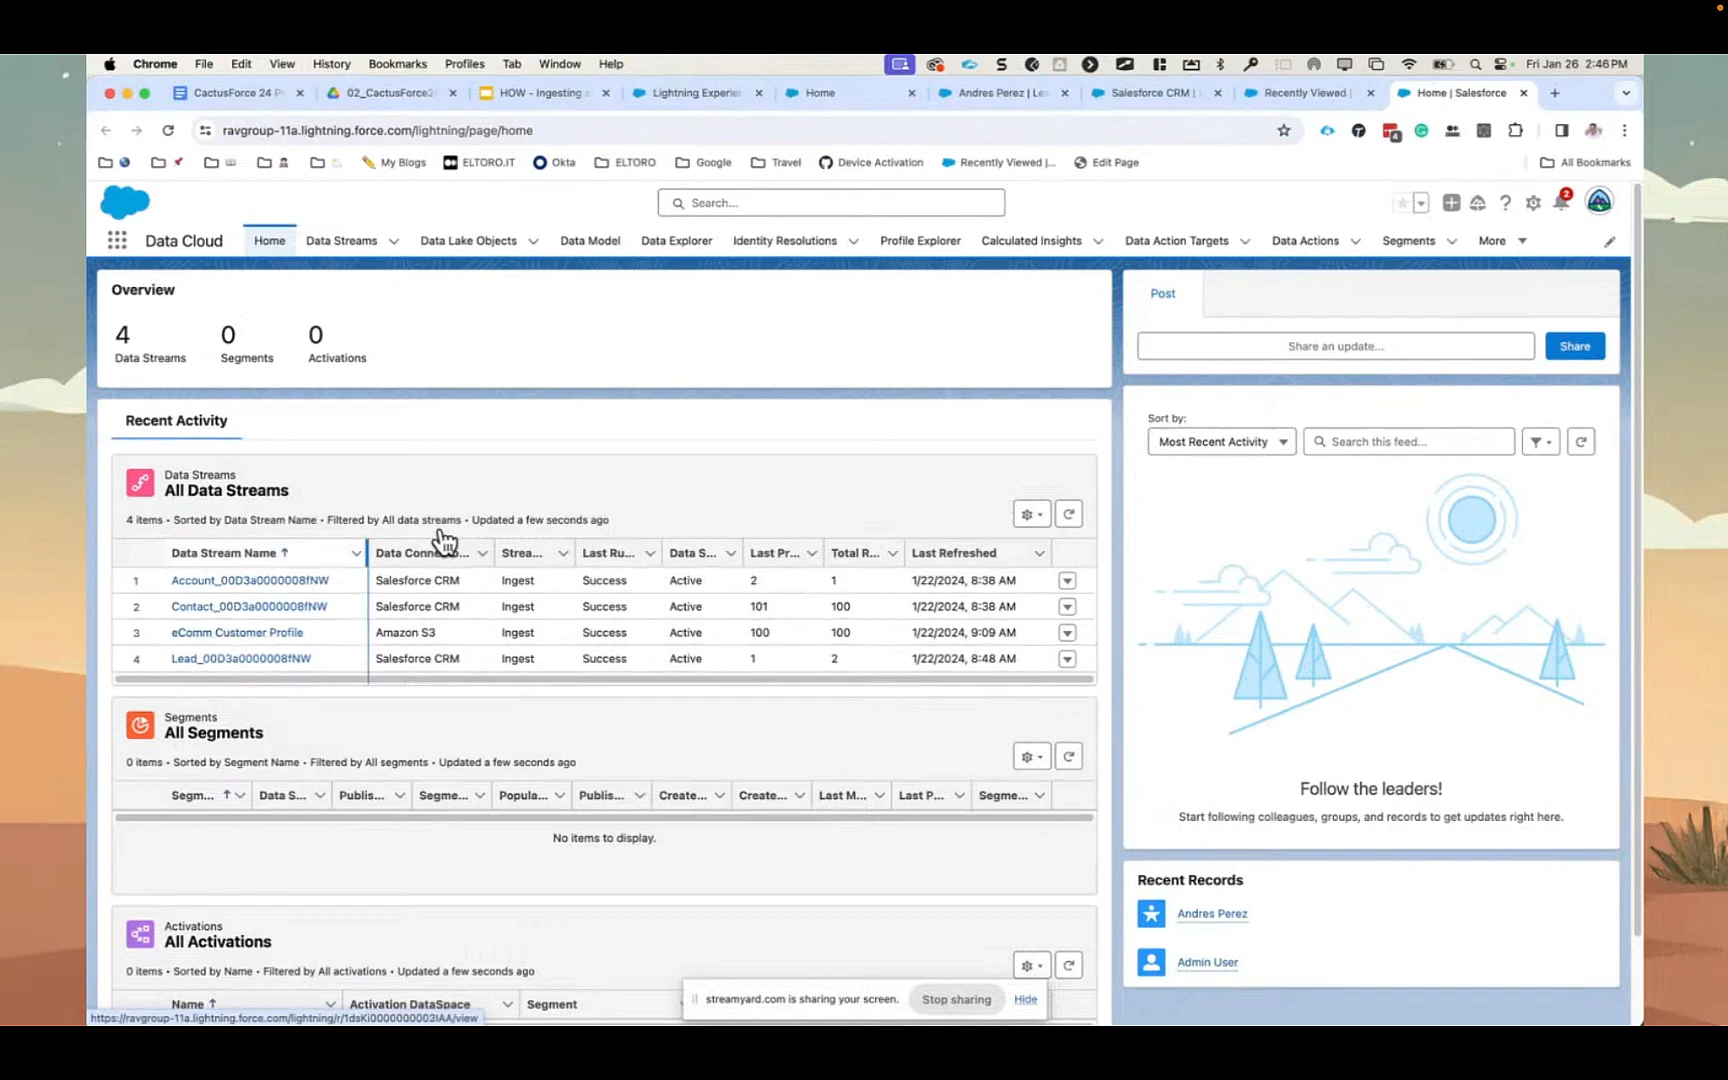 Chrome File Edit View History Bookmarks Profiles Tab Window Help Fri Jan 26 2:46 PM
CactusForce 24 P 02_CactusForce2 HOW - Ingesting Lightning Experie Home Andres Perez | Le Salesforce CRM | Recently Viewed | Home | Salesforce
ravgroup-11a.lightning.force.com/lightning/page/home
My Blogs ELTORO.IT Okta ELTORO Google Travel Device Activation Recently Viewed |... Edit Page All Bookmarks
Search...
2
Data Cloud Home Data Streams Data Lake Objects Data Model Data Explorer Identity Resolutions Profile Explorer Calculated Insights Data Action Targets Data Actions Segments More
Overview
4 0 0
Data Streams Segments Activations
Recent Activity
Data Streams
All Data Streams
4 items • Sorted by Data Stream Name • Filtered by All data streams • Updated a few seconds ago
Data Stream Name ↑ Data Conne Strea... Last Ru... Data S... Last Pr... Total R... Last Refreshed
1 Account_00D3a0000008fNW Salesforce CRM Ingest Success Active 2 1 1/22/2024, 8:38 AM
2 Contact_00D3a0000008fNW Salesforce CRM Ingest Success Active 101 100 1/22/2024, 8:38 AM
3 eComm Customer Profile Amazon S3 Ingest Success Active 100 100 1/22/2024, 9:09 AM
4 Lead_00D3a0000008fNW Salesforce CRM Ingest Success Active 1 2 1/22/2024, 8:48 AM
Segments
All Segments
0 items • Sorted by Segment Name • Filtered by All segments • Updated a few seconds ago
Segm... ↑ Data S... Publis... Segme... Popula... Publis... Create... Create... Last M... Last P... Segme...
No items to display.
Activations
All Activations
0 items • Sorted by Name • Filtered by All activations • Updated a few seconds ago
Name ↑ Activation DataSpace Segment
https://ravgroup-11a.lightning.force.com/lightning/r/1dsKi0000000003IAA/view
streamyard.com is sharing your screen. Stop sharing Hide
Post
Share an update... Share
Sort by:
Most Recent Activity Search this feed...
Follow the leaders!
Start following colleagues, groups, and records to get updates right here.
Recent Records
Andres Perez
Admin User